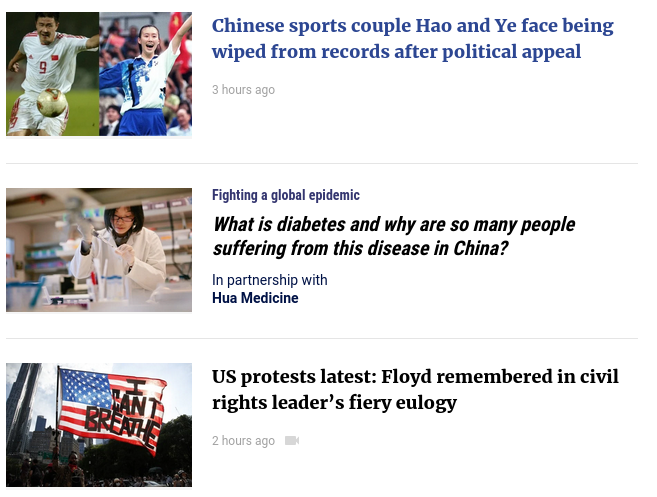 9
Chinese sports couple Hao and Ye face being
wiped from records after political appeal
3 hours ago
Fighting a global epidemic
What is diabetes and why are so many people
suffering from this disease in China?
In partnership with
Hua Medicine
I
CAN'T
BREATHE
US protests latest: Floyd remembered in civil
rights leader’s fiery eulogy
2 hours ago